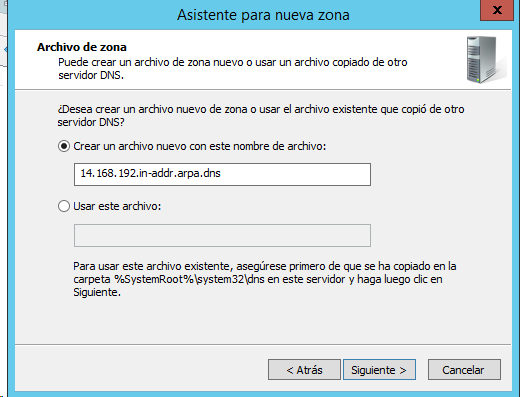 Asistente para nueva zona
x
Archivo de zona
Puede crear un archivo de zona nuevo o usar un archivo copiado de otro
servidor DNS.
¿Desea crear un archivo nuevo de zona o usar el archivo existente que copió de otro
servidor DNS?
Crear un archivo nuevo con este nombre de archivo:
14.168.192.in-addr.arpa.dns
Usar este archivo:
Para usar este archivo existente, asegúrese primero de que se ha copiado en la
carpeta %SystemRoot%\system32\dns en este servidor y haga luego clic en
Siguiente.
< Atrás
Siguiente >
Cancelar